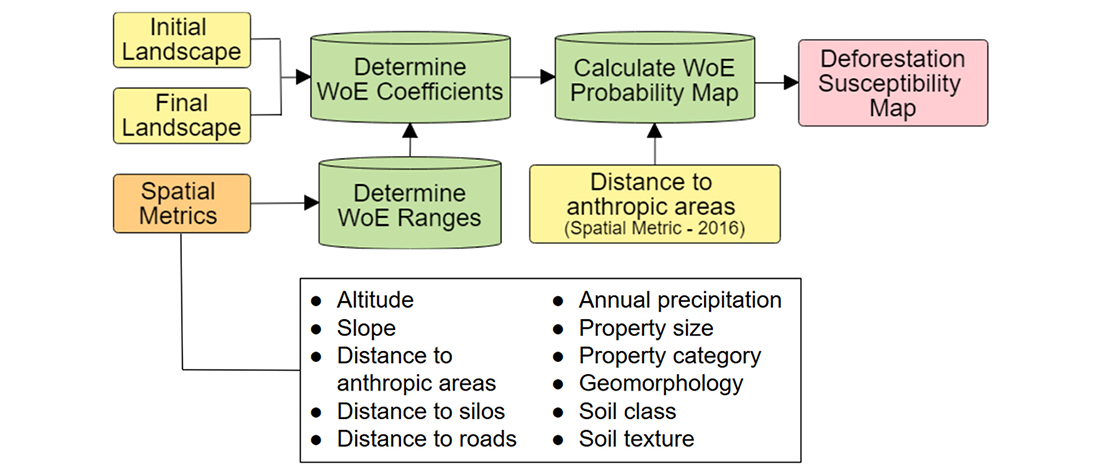 Initial
Landscape
Final
Landscape
Determine
WoE Coefficients
Calculate WoE
Probability Map
Deforestation
Susceptibility
Map
Spatial
Metrics
Determine
WoE Ranges
Distance to
anthropic areas
(Spatial Metric - 2016)
● Altitude
● Slope
● Distance to
anthropic areas
● Distance to silos
● Distance to roads
● Annual precipitation
● Property size
● Property category
● Geomorphology
● Soil class
● Soil texture